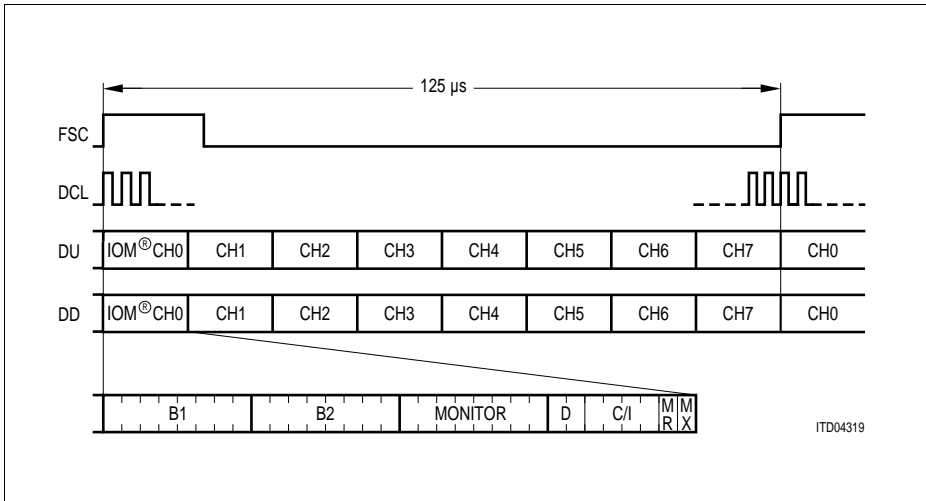 125 µs
FSC
DCL
DU IOM®CH0 CH1 CH2 CH3 CH4 CH5 CH6 CH7 CH0
DD IOM®CH0 CH1 CH2 CH3 CH4 CH5 CH6 CH7 CH0
B1 B2 MONITOR D C/I MR MX
ITD04319